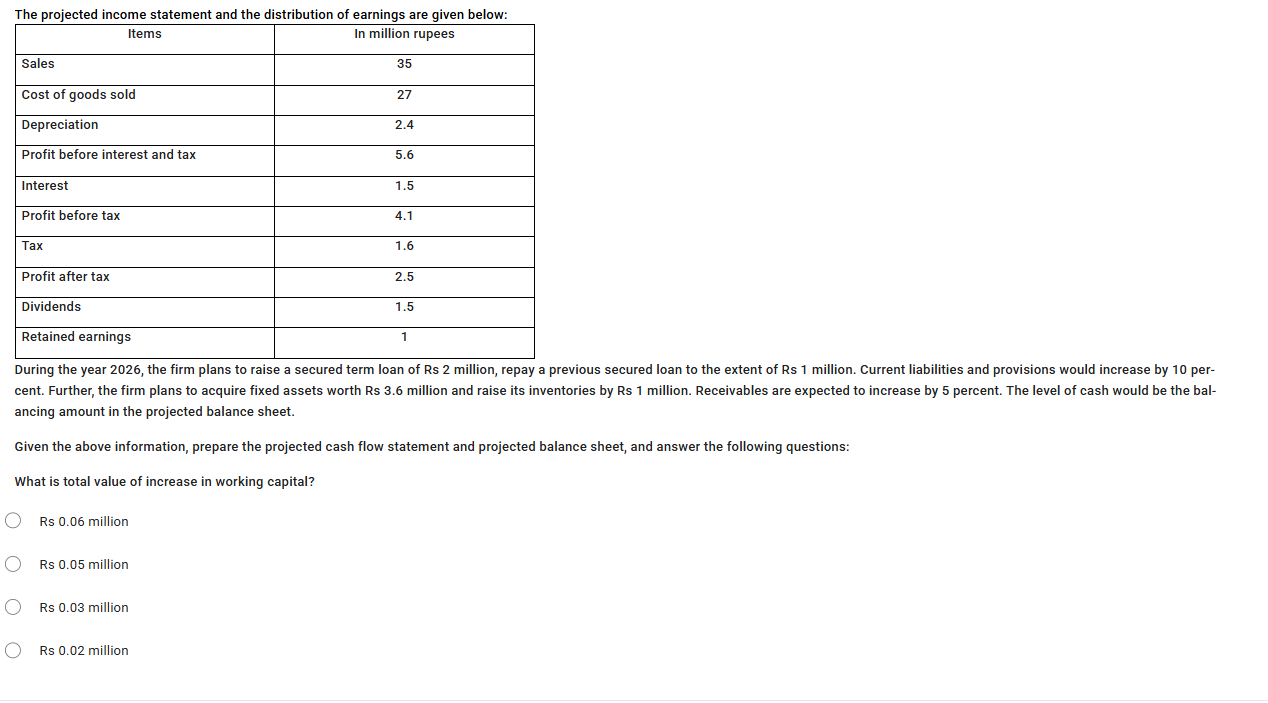 The projected income statement and the distribution of earnings are given below:
Items In million rupees
Sales 35
Cost of goods sold 27
Depreciation 2.4
Profit before interest and tax 5.6
Interest 1.5
Profit before tax 4.1
Tax 1.6
Profit after tax 2.5
Dividends 1.5
Retained earnings 1
During the year 2026, the firm plans to raise a secured term loan of Rs 2 million, repay a previous secured loan to the extent of Rs 1 million. Current liabilities and provisions would increase by 10 per-
cent. Further, the firm plans to acquire fixed assets worth Rs 3.6 million and raise its inventories by Rs 1 million. Receivables are expected to increase by 5 percent. The level of cash would be the bal-
ancing amount in the projected balance sheet.
Given the above information, prepare the projected cash flow statement and projected balance sheet, and answer the following questions:
What is total value of increase in working capital?
Rs 0.06 million
Rs 0.05 million
Rs 0.03 million
Rs 0.02 million